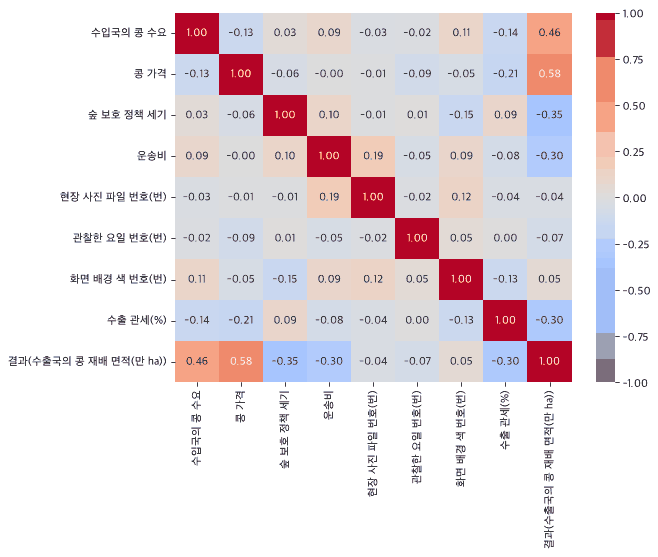 수입국의 콩 수요 1.00 -0.13 0.03 0.09 -0.03 -0.02 0.11 -0.14 0.46
콩 가격 -0.13 1.00 -0.06 -0.00 -0.01 -0.09 -0.05 -0.21 0.58
숲 보호 정책 세기 0.03 -0.06 1.00 0.10 -0.01 0.01 -0.15 0.09 -0.35
운송비 0.09 -0.00 0.10 1.00 0.19 -0.05 0.09 -0.08 -0.30
현장 사진 파일 번호(번) -0.03 -0.01 -0.01 0.19 1.00 -0.02 0.12 -0.04 -0.04
관찰한 요일 번호(번) -0.02 -0.09 0.01 -0.05 -0.02 1.00 0.05 0.00 -0.07
화면 배경 색 번호(번) 0.11 -0.05 -0.15 0.09 0.12 0.05 1.00 -0.13 0.05
수출 관세(%) -0.14 -0.21 0.09 -0.08 -0.04 0.00 -0.13 1.00 -0.30
결과(수출국의 콩 재배 면적(만 ha)) 0.46 0.58 -0.35 -0.30 -0.04 -0.07 0.05 -0.30 1.00
수입국의 콩 수요
콩 가격
숲 보호 정책 세기
운송비
현장 사진 파일 번호(번)
관찰한 요일 번호(번)
화면 배경 색 번호(번)
수출 관세(%)
결과(수출국의 콩 재배 면적(만 ha))
1.00
0.75
0.50
0.25
0.00
-0.25
-0.50
-0.75
-1.00